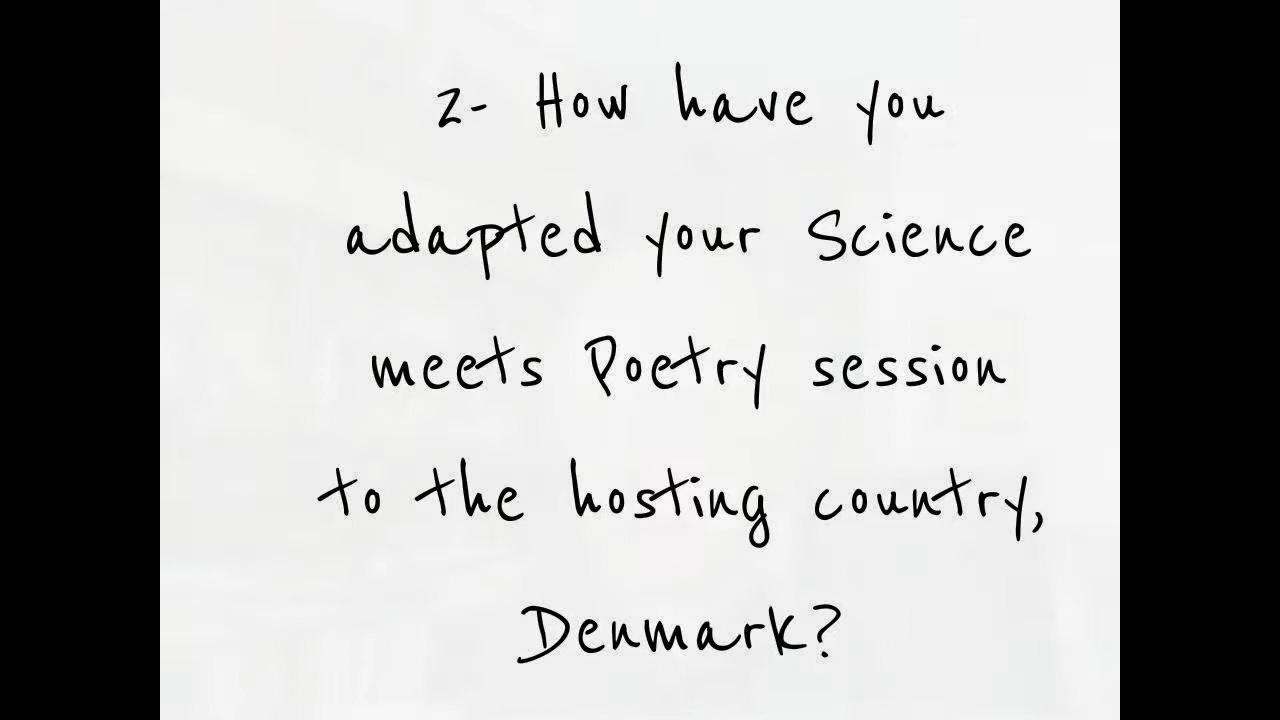 2- How have you
adapted your Science
meets Poetry session
to the hosting country,
Denmark?